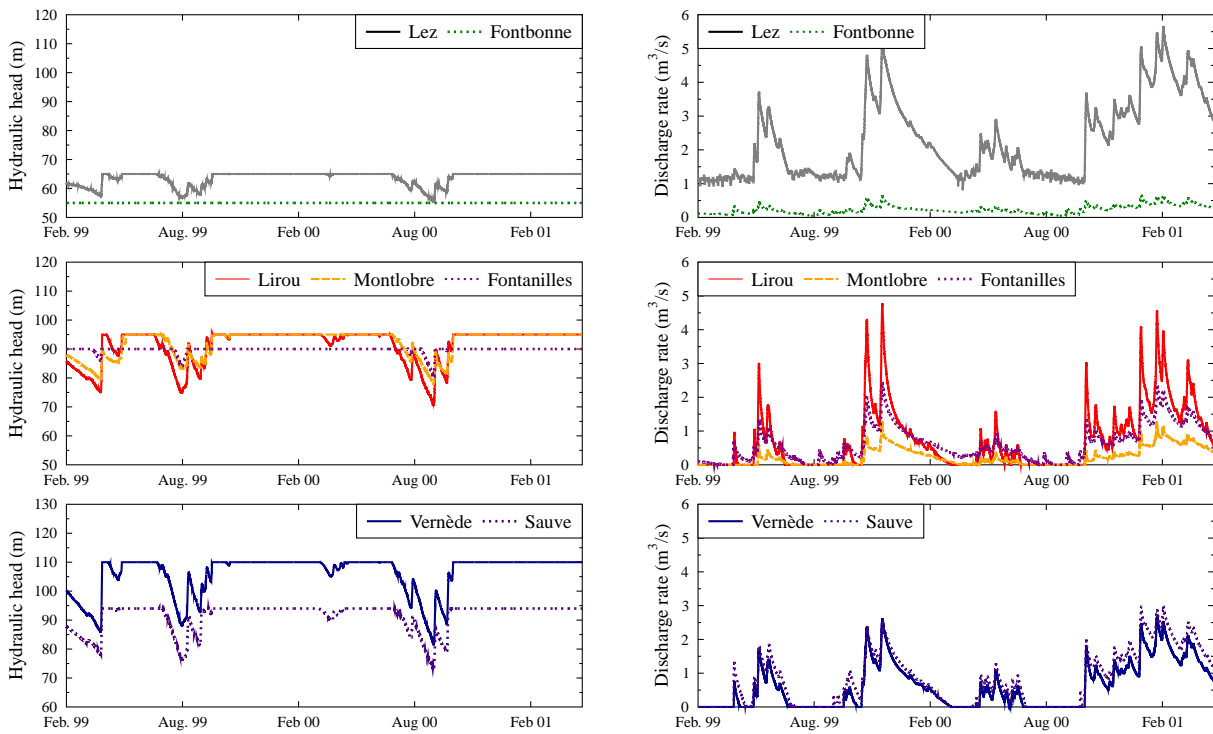 Hydraulic head (m)
120
110
100
90
80
70
60
50
Lez Fontbonne
Feb. 99 Aug. 99 Feb 00 Aug 00 Feb 01
Discharge rate (m³/s)
6
5
4
3
2
1
0
Lez Fontbonne
Feb. 99 Aug. 99 Feb 00 Aug 00 Feb 01
Hydraulic head (m)
120
110
100
90
80
70
60
50
Lirou Montlobre Fontanilles
Feb. 99 Aug. 99 Feb 00 Aug 00 Feb 01
Discharge rate (m³/s)
6
5
4
3
2
1
0
Lirou Montlobre Fontanilles
Feb. 99 Aug. 99 Feb 00 Aug 00 Feb 01
Hydraulic head (m)
130
120
110
100
90
80
70
60
Vernède Sauve
Feb. 99 Aug. 99 Feb 00 Aug 00 Feb 01
Discharge rate (m³/s)
6
5
4
3
2
1
0
Vernède Sauve
Feb. 99 Aug. 99 Feb 00 Aug 00 Feb 01